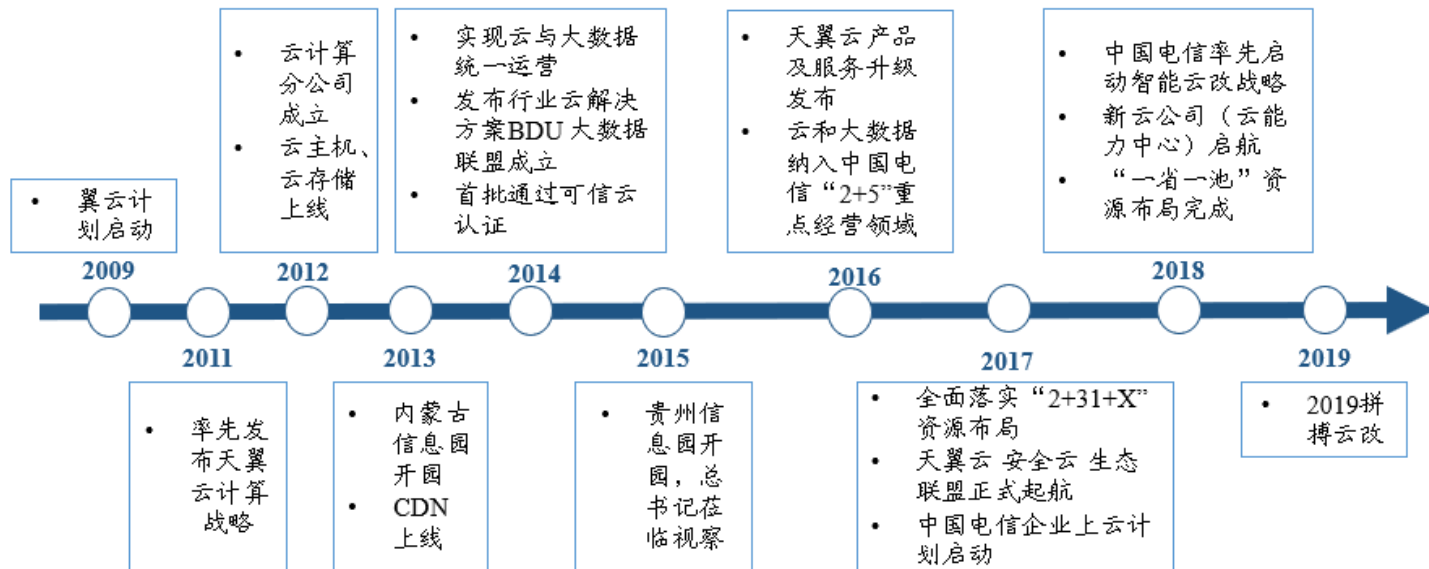 • 翼云计
划启动
2009
• 云计算
分公司
成立
• 云主机、
云存储
上线
2012
• 实现云与大数据
统一运营
• 发布行业云解决
方案BDU 大数据
联盟成立
• 首批通过可信云
认证
2014
• 天翼云产品
及服务升级
发布
• 云和大数据
纳入中国电
信“2+5”重
点经营领域
2016
• 中国电信率先启
动智能云改战略
• 新云公司（云能
力中心）启航
• “一省一池”资
源布局完成
2018
2011
• 率先发
布天翼
云计算
战略
2013
• 内蒙古
信息园
开园
• CDN
上线
2015
• 贵州信
息园开
园，总
书记莅
临视察
2017
• 全面落实“2+31+X”
资源布局
• 天翼云 安全云 生态
联盟正式起航
• 中国电信企业上云计
划启动
2019
• 2019拼
搏云改